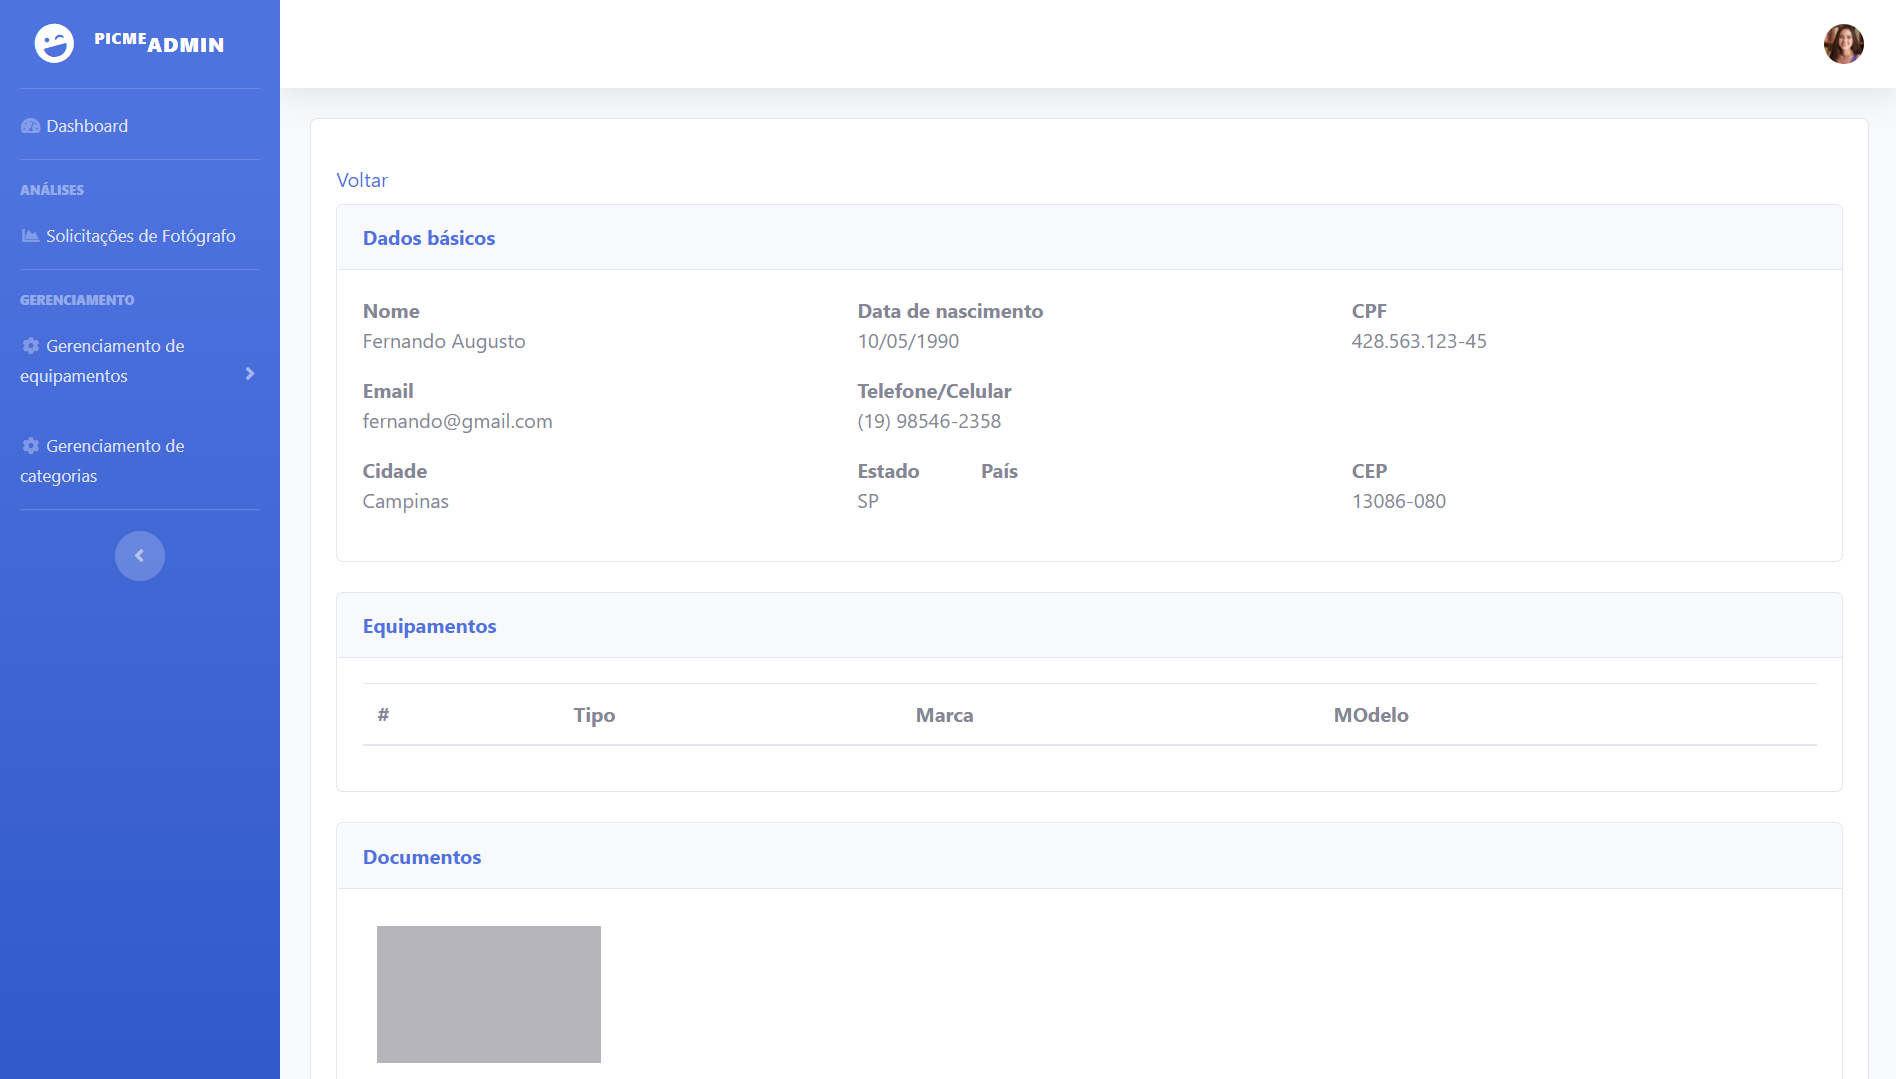 PICME ADMIN
Dashboard
ANÁLISES
Solicitações de Fotógrafo
GERENCIAMENTO
Gerenciamento de
equipamentos
Gerenciamento de
categorias
Voltar
Dados básicos
Nome Data de nascimento CPF
Fernando Augusto 10/05/1990 428.563.123-45
Email Telefone/Celular
fernando@gmail.com (19) 98546-2358
Cidade Estado País CEP
Campinas SP 13086-080
Equipamentos
# Tipo Marca MOdelo
Documentos